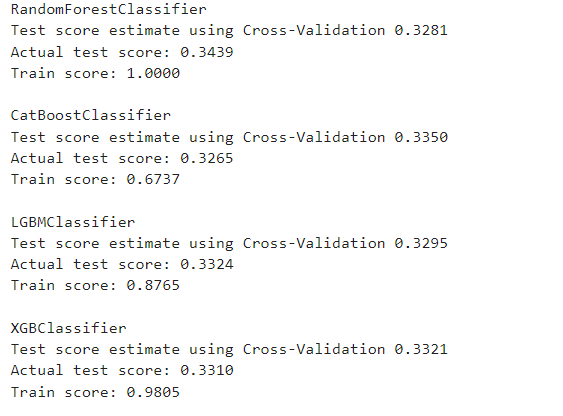 RandomForestClassifier
Test score estimate using Cross-Validation 0.3281
Actual test score: 0.3439
Train score: 1.0000
CatBoostClassifier
Test score estimate using Cross-Validation 0.3350
Actual test score: 0.3265
Train score: 0.6737
LGBMClassifier
Test score estimate using Cross-Validation 0.3295
Actual test score: 0.3324
Train score: 0.8765
XGBClassifier
Test score estimate using Cross-Validation 0.3321
Actual test score: 0.3310
Train score: 0.9805